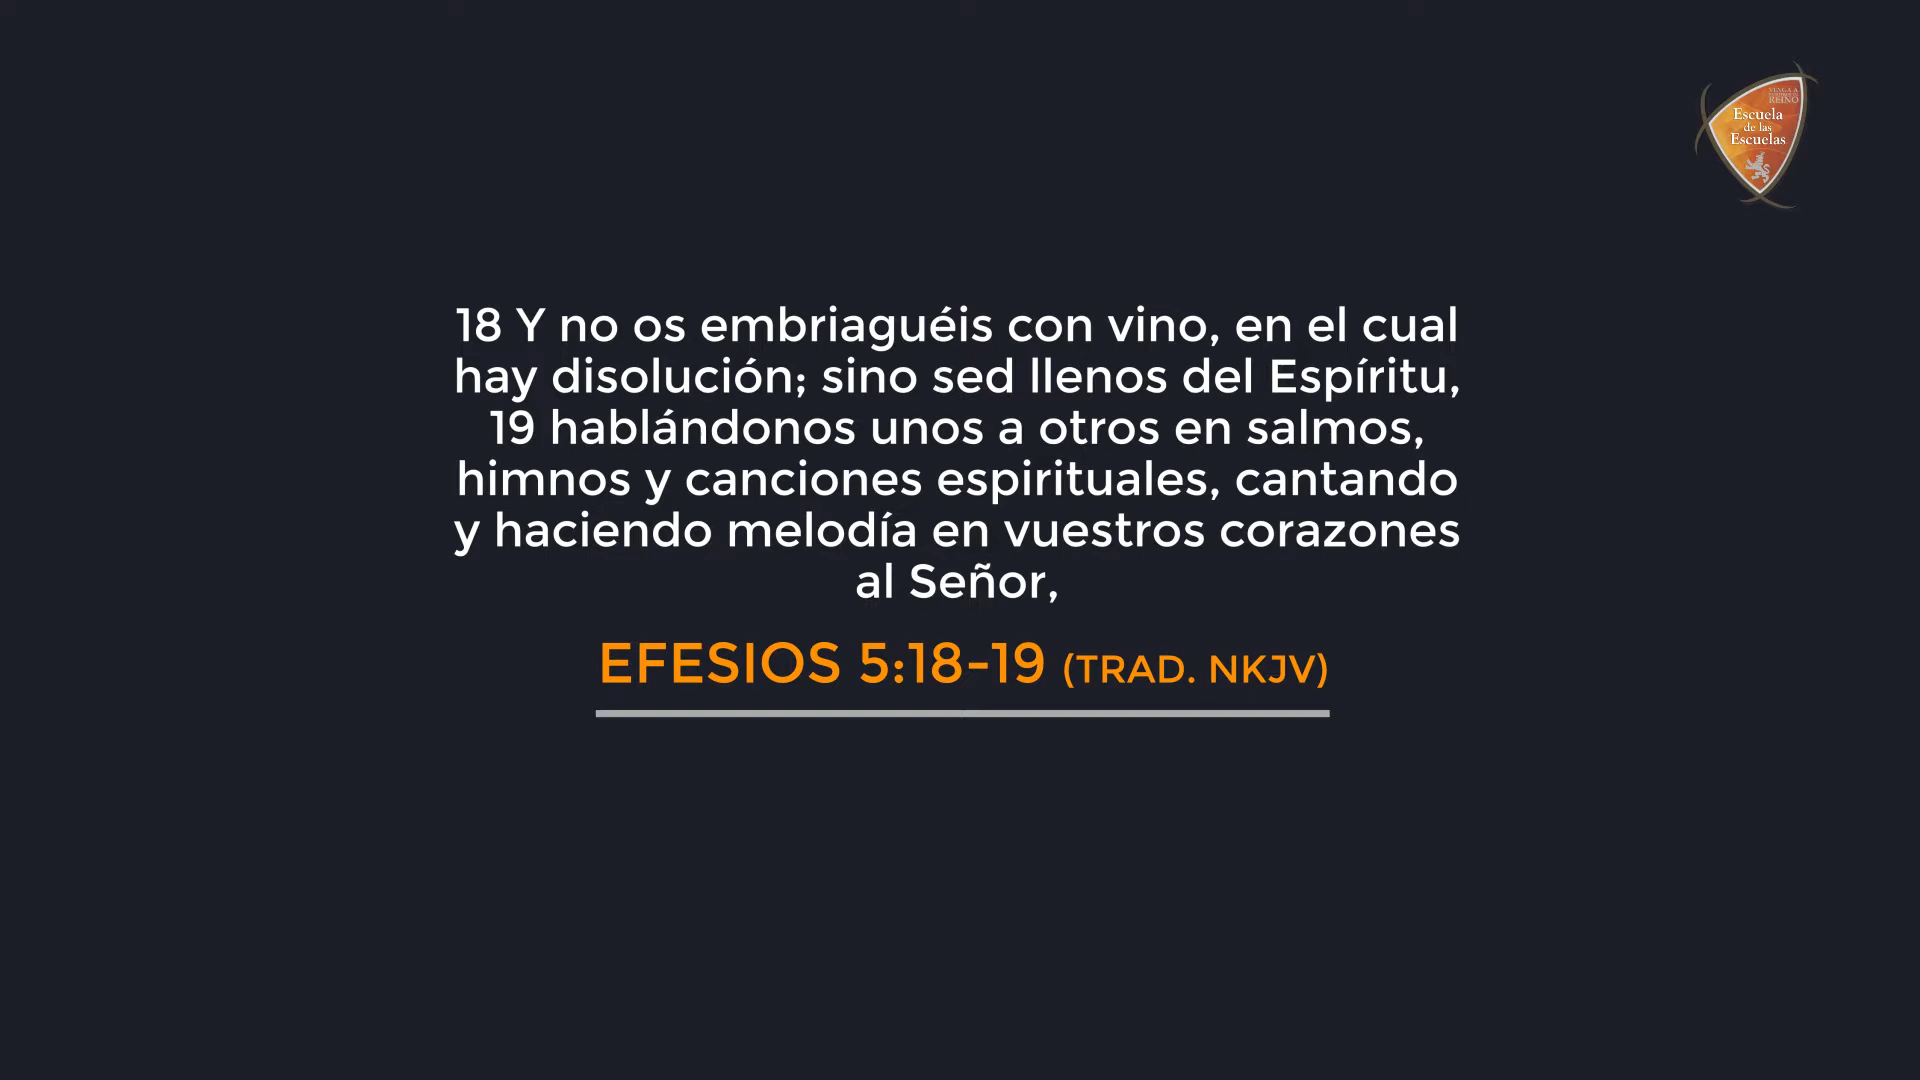 VENGA A
REINO
Escuela
de las
Escuelas
18 Y no os embriaguéis con vino, en el cual
hay disolución; sino sed llenos del Espíritu,
19 hablándonos unos a otros en salmos,
himnos y canciones espirituales, cantando
y haciendo melodía en vuestros corazones
al Señor,
EFESIOS 5:18-19 (TRAD. NKJV)